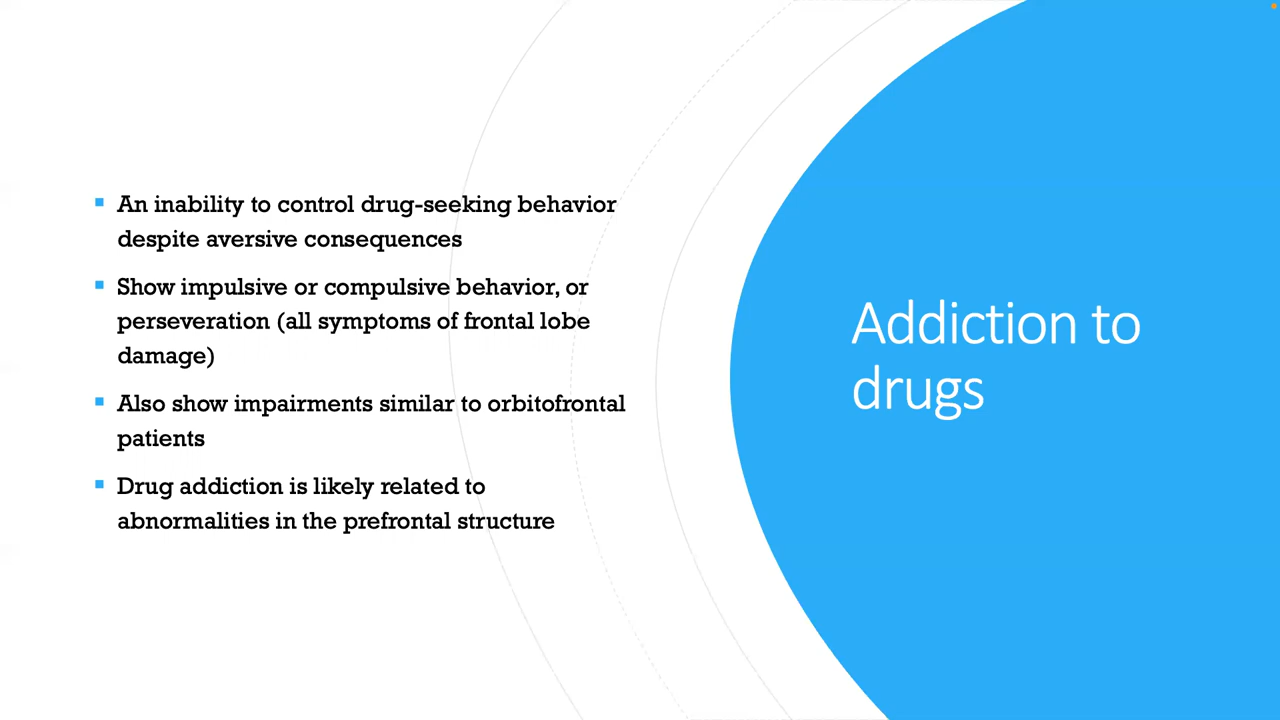 An inability to control drug-seeking behavior
despite aversive consequences
Show impulsive or compulsive behavior, or
perseveration (all symptoms of frontal lobe
damage)
Also show impairments similar to orbitofrontal
patients
Drug addiction is likely related to
abnormalities in the prefrontal structure
Addiction to
drugs